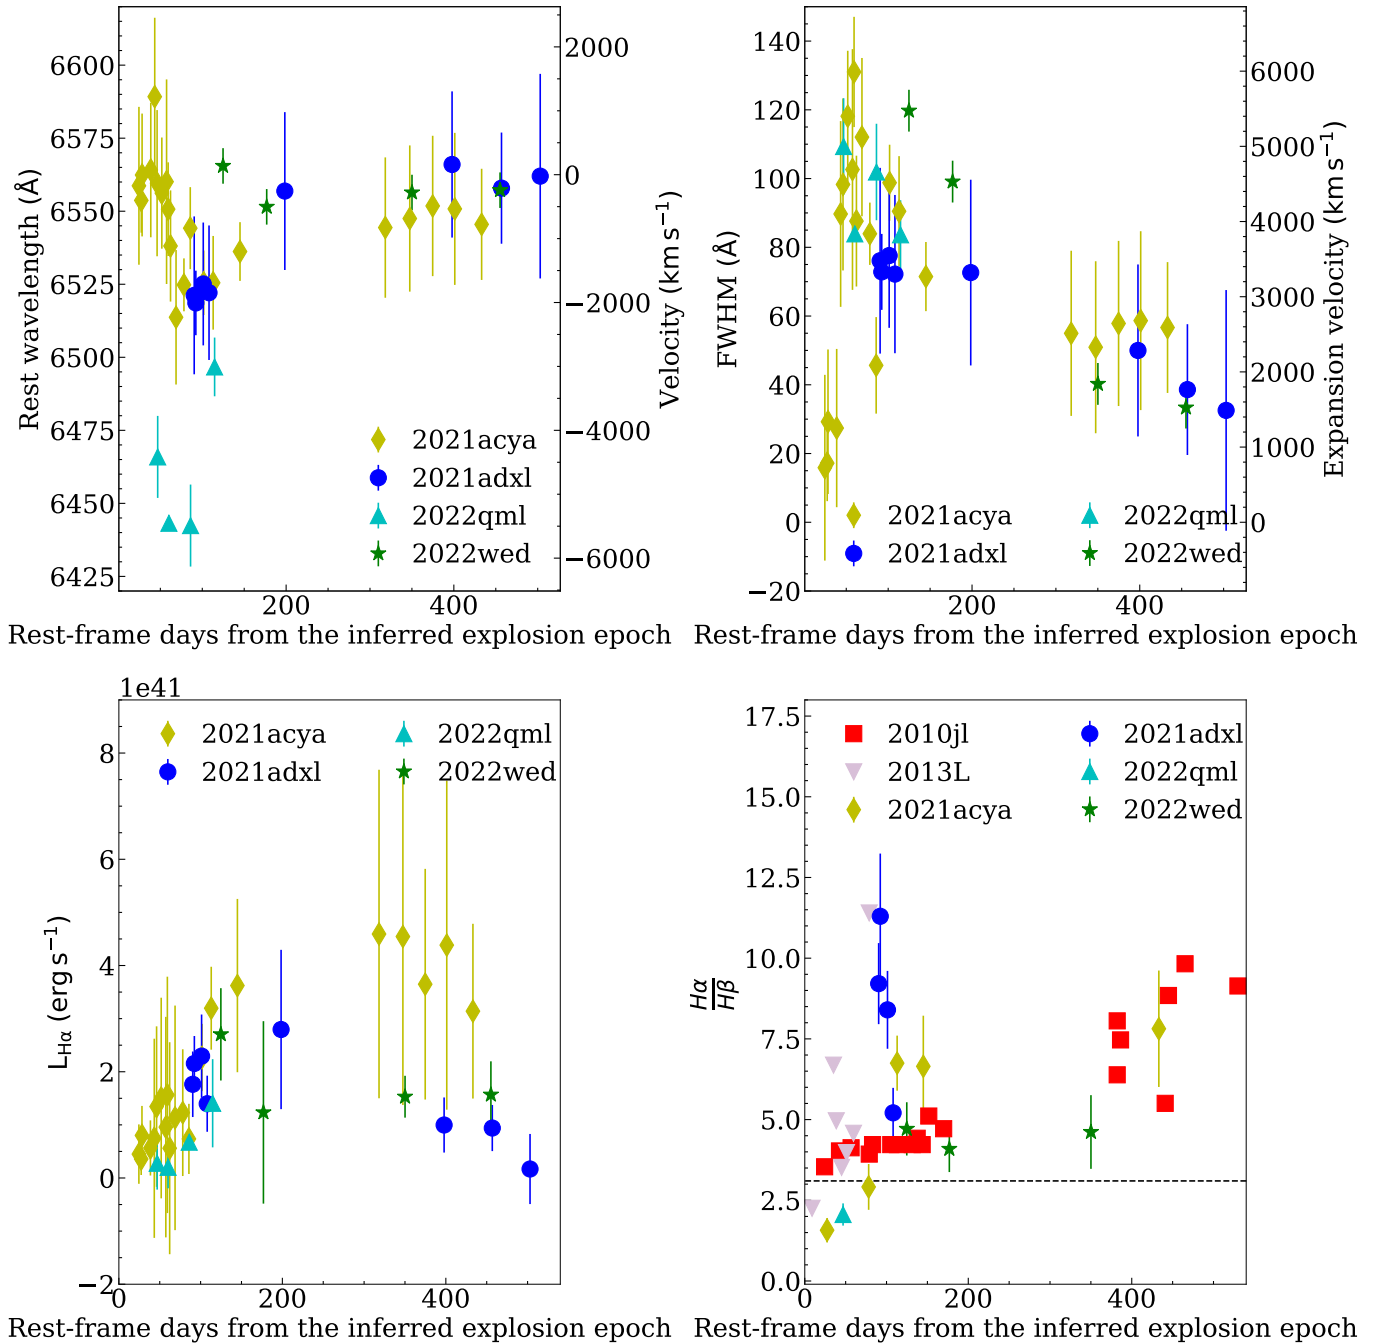 6600
6575
6550
6525
6500
6475
6450
6425
Rest wavelength (Å)
2000
0
−2000
−4000
−6000
Velocity (km s⁻¹)
2021acya
2021adxl
2022qml
2022wed
200
400
Rest-frame days from the inferred explosion epoch
140
120
100
80
60
40
20
0
−20
FWHM (Å)
6000
5000
4000
3000
2000
1000
0
Expansion velocity (km s⁻¹)
2021acya
2021adxl
2022qml
2022wed
200
400
Rest-frame days from the inferred explosion epoch
1e41
8
6
4
2
0
−2
L_Hα (erg s⁻¹)
2021acya
2021adxl
2022qml
2022wed
0
200
400
Rest-frame days from the inferred explosion epoch
17.5
15.0
12.5
10.0
7.5
5.0
2.5
0.0
Hα
Hβ
2010jl
2013L
2021acya
2021adxl
2022qml
2022wed
0
200
400
Rest-frame days from the inferred explosion epoch